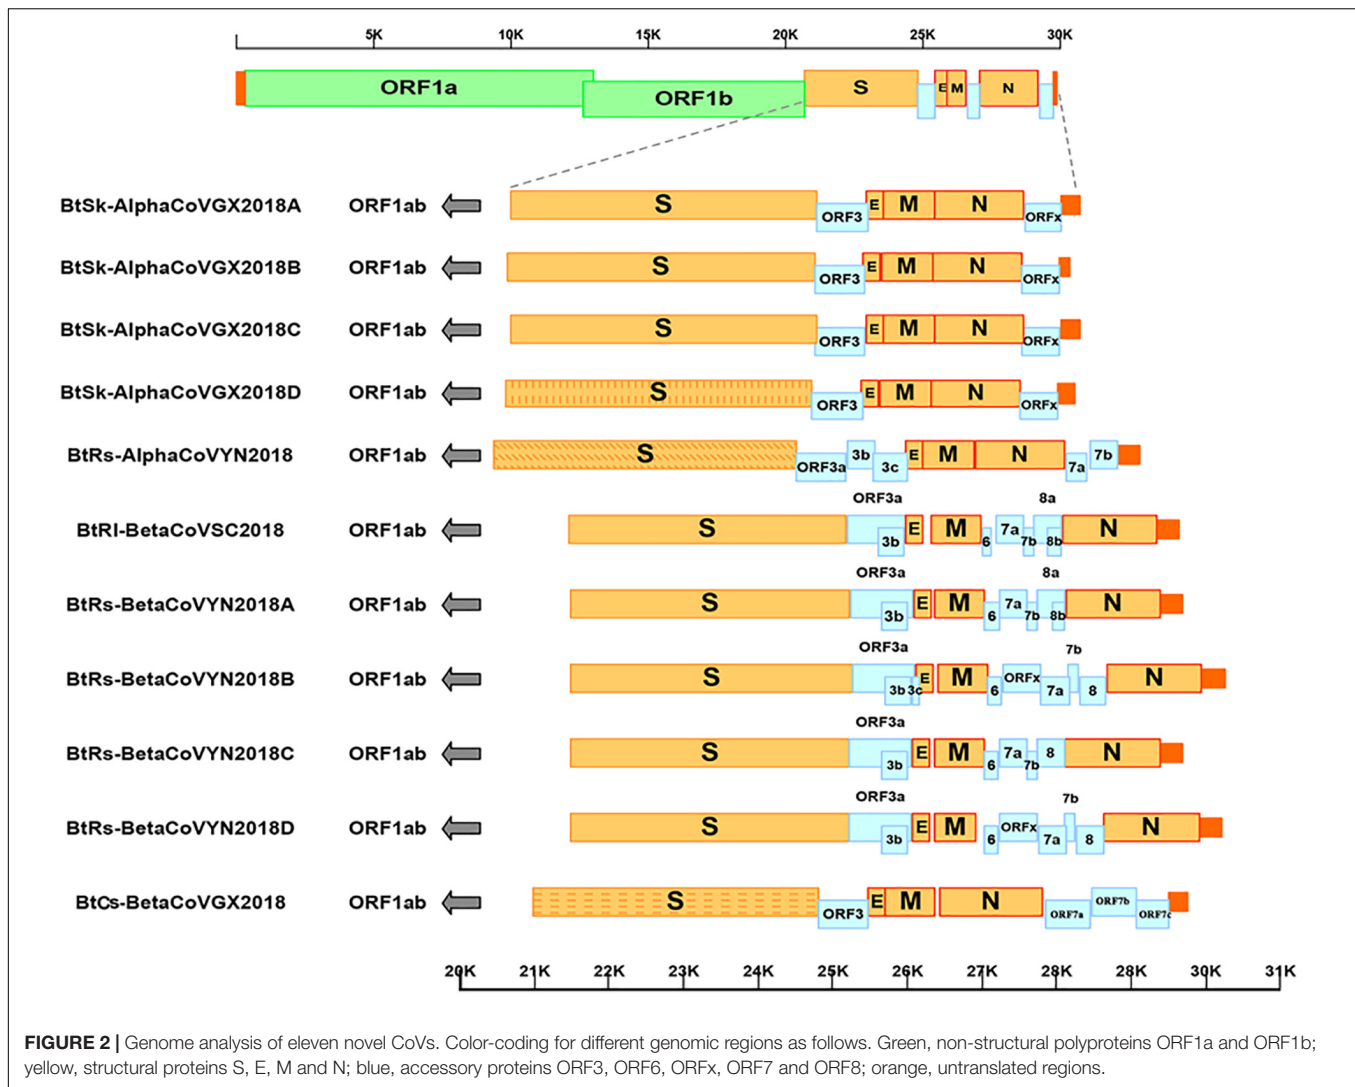 5K 10K 15K 20K 25K 30K
ORF1a ORF1b S E M N
BtSk-AlphaCoVGX2018A ORF1ab S ORF3 E M N ORFx
BtSk-AlphaCoVGX2018B ORF1ab S ORF3 E M N ORFx
BtSk-AlphaCoVGX2018C ORF1ab S ORF3 E M N ORFx
BtSk-AlphaCoVGX2018D ORF1ab S ORF3 E M N ORFx
BtRs-AlphaCoVYN2018 ORF1ab S ORF3a 3b 3c E M N 7a 7b
ORF3a 8a
BtRl-BetaCoVSC2018 ORF1ab S 3b E M 6 7a 7b 8b N
ORF3a 8a
BtRs-BetaCoVYN2018A ORF1ab S 3b E M 6 7a 7b 8b N
ORF3a 7b
BtRs-BetaCoVYN2018B ORF1ab S 3b 3c E M 6 ORFx 7a 8 N
ORF3a
BtRs-BetaCoVYN2018C ORF1ab S 3b E M 6 7a 7b 8 N
ORF3a 7b
BtRs-BetaCoVYN2018D ORF1ab S 3b E M 6 ORFx 7a 8 N
BtCs-BetaCoVGX2018 ORF1ab S ORF3 E M N ORF7a ORF7b ORF7c
20K 21K 22K 23K 24K 25K 26K 27K 28K 28K 30K 31K
FIGURE 2 | Genome analysis of eleven novel CoVs. Color-coding for different genomic regions as follows. Green, non-structural polyproteins ORF1a and ORF1b;
yellow, structural proteins S, E, M and N; blue, accessory proteins ORF3, ORF6, ORFx, ORF7 and ORF8; orange, untranslated regions.